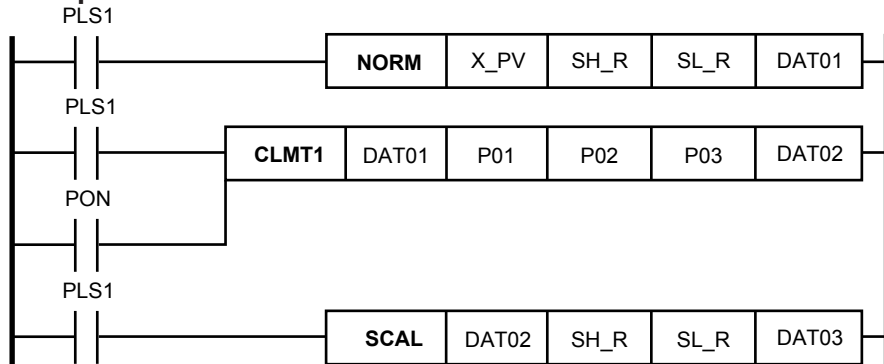 PLS1
NORM X_PV SH_R SL_R DAT01
PLS1
CLMT1 DAT01 P01 P02 P03 DAT02
PON
PLS1
SCAL DAT02 SH_R SL_R DAT03